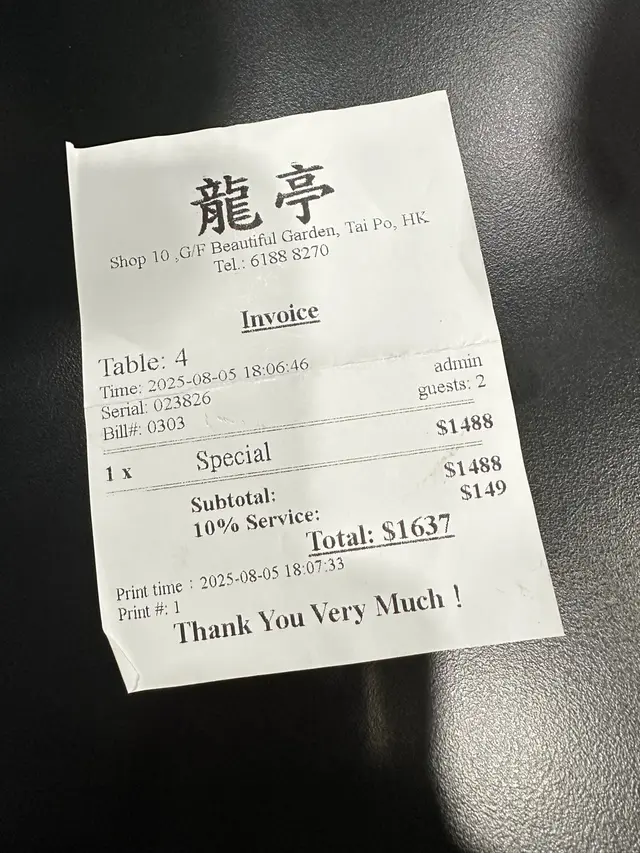 龍亭
Shop 10 ,G/F Beautiful Garden, Tai Po, HK
Tel.: 6188 8270
Invoice
Table: 4
Time: 2025-08-05 18:06:46 admin
Serial: 023826 guests: 2
Bill#: 0303
1 x Special $1488
Subtotal: $1488
10% Service: $149
Total: $1637
Print time : 2025-08-05 18:07:33
Print #: 1
Thank You Very Much !